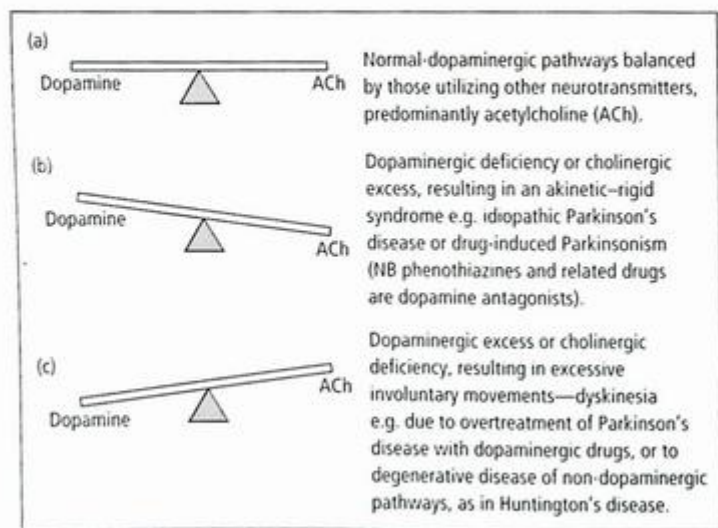 (a)
Dopamine
ACh
Normal-dopaminergic pathways balanced
by those utilizing other neurotransmitters,
predominantly acetylcholine (ACh).
(b)
Dopamine
ACh
Dopaminergic deficiency or cholinergic
excess, resulting in an akinetic–rigid
syndrome e.g. idiopathic Parkinson's
disease or drug-induced Parkinsonism
(NB phenothiazines and related drugs
are dopamine antagonists).
(c)
Dopamine
ACh
Dopaminergic excess or cholinergic
deficiency, resulting in excessive
involuntary movements—dyskinesia
e.g. due to overtreatment of Parkinson's
disease with dopaminergic drugs, or to
degenerative disease of non-dopaminergic
pathways, as in Huntington's disease.